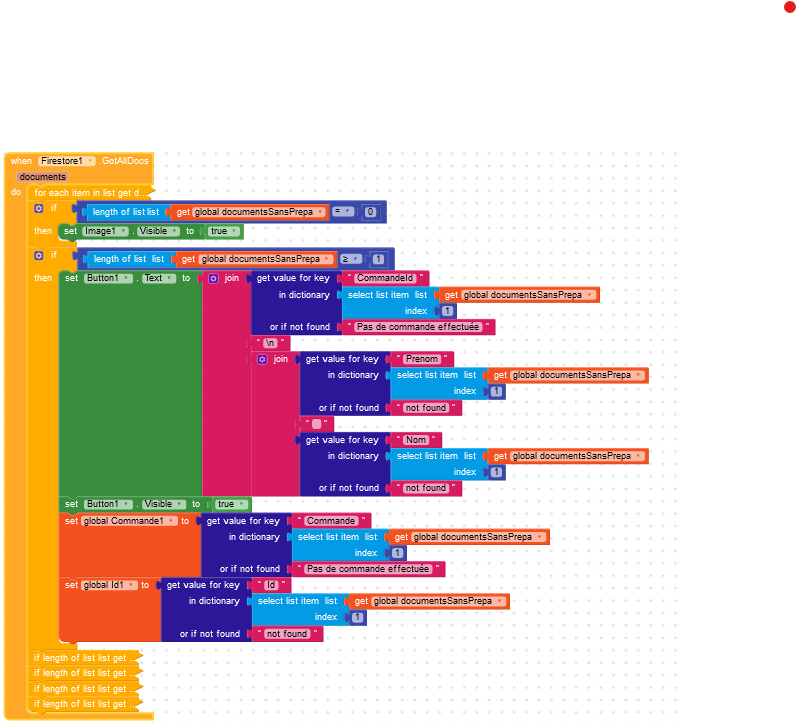 when Firestore1 .GotAllDocs
documents
do for each item in list get d...
if length of list list get global documentsSansPrepa = 0
then set Image1 . Visible to true
if length of list list get global documentsSansPrepa ≥ 1
then set Button1 . Text to join get value for key " CommandeId "
in dictionary select list item list get global documentsSansPrepa
index 1
or if not found " Pas de commande effectuée "
" \n "
join get value for key " Prenom "
in dictionary select list item list get global documentsSansPrepa
index 1
or if not found " not found "
" "
get value for key " Nom "
in dictionary select list item list get global documentsSansPrepa
index 1
or if not found " not found "
set Button1 . Visible to true
set global Commande1 to get value for key " Commande "
in dictionary select list item list get global documentsSansPrepa
index 1
or if not found " Pas de commande effectuée "
set global Id1 to get value for key " Id "
in dictionary select list item list get global documentsSansPrepa
index 1
or if not found " not found "
if length of list list get ...
if length of list list get ...
if length of list list get ...
if length of list list get ...